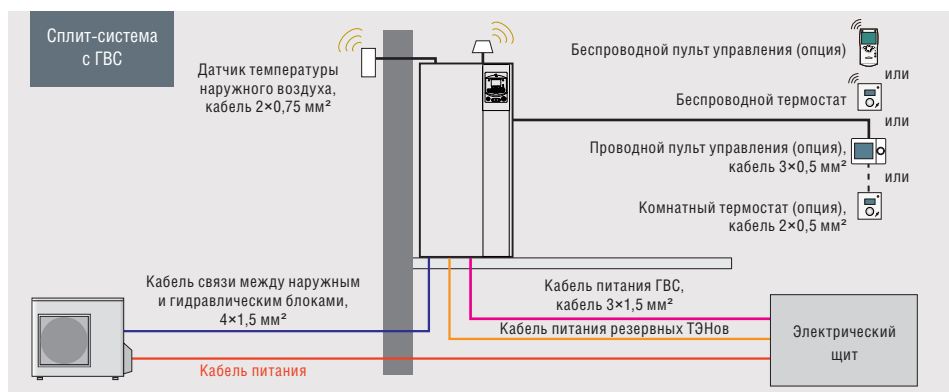 Сплит-система
с ГВС
Датчик температуры
наружного воздуха,
кабель 2×0,75 мм²
Беспроводной пульт управления (опция)
или
Беспроводной термостат
или
Проводной пульт управления (опция),
кабель 3×0,5 мм²
или
Комнатный термостат (опция),
кабель 2×0,5 мм²
Кабель связи между наружным
и гидравлическим блоками,
4×1,5 мм²
Кабель питания ГВС,
кабель 3×1,5 мм²
Кабель питания резервных ТЭНов
Кабель питания
Электрический
щит